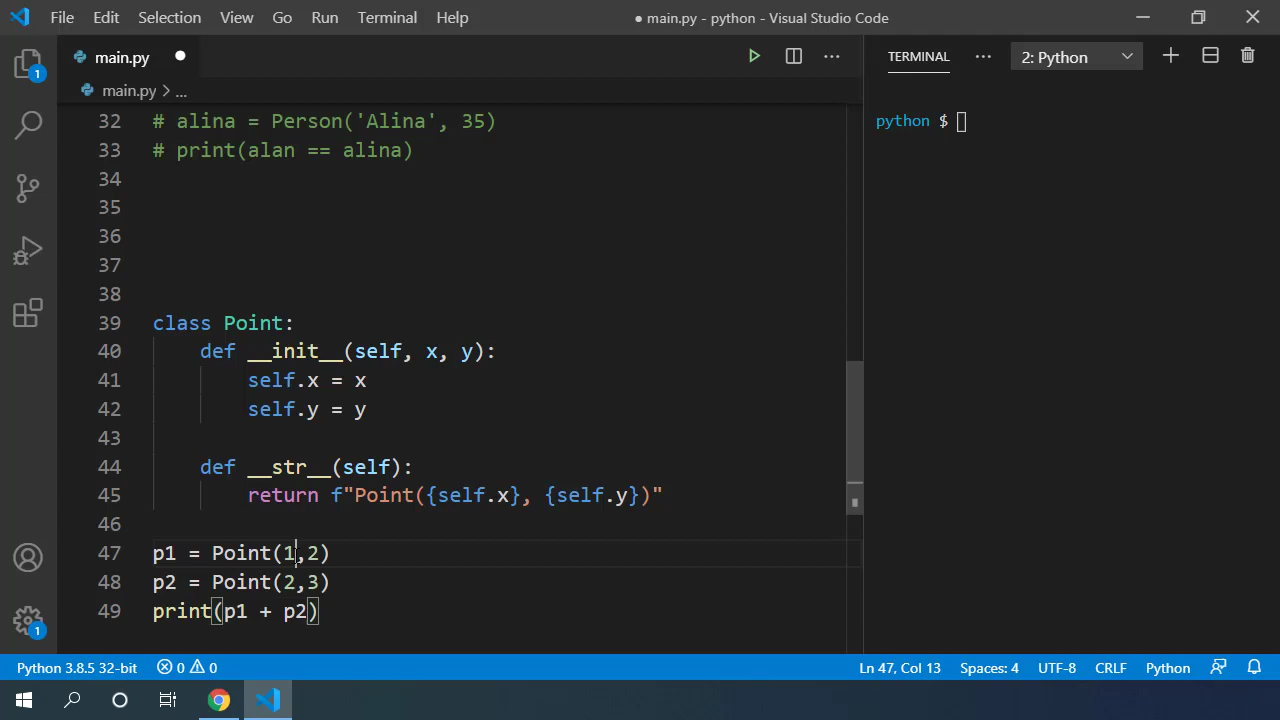 File Edit Selection View Go Run Terminal Help ● main.py - python - Visual Studio Code
main.py
TERMINAL ··· 2: Python
main.py > ...
python $
32 # alina = Person('Alina', 35)
33 # print(alan == alina)
34
35
36
37
38
39 class Point:
40 def __init__(self, x, y):
41 self.x = x
42 self.y = y
43
44 def __str__(self):
45 return f"Point({self.x}, {self.y})"
46
47 p1 = Point(1,2)
48 p2 = Point(2,3)
49 print(p1 + p2)
1
1
Python 3.8.5 32-bit 0 0 Ln 47, Col 13 Spaces: 4 UTF-8 CRLF Python